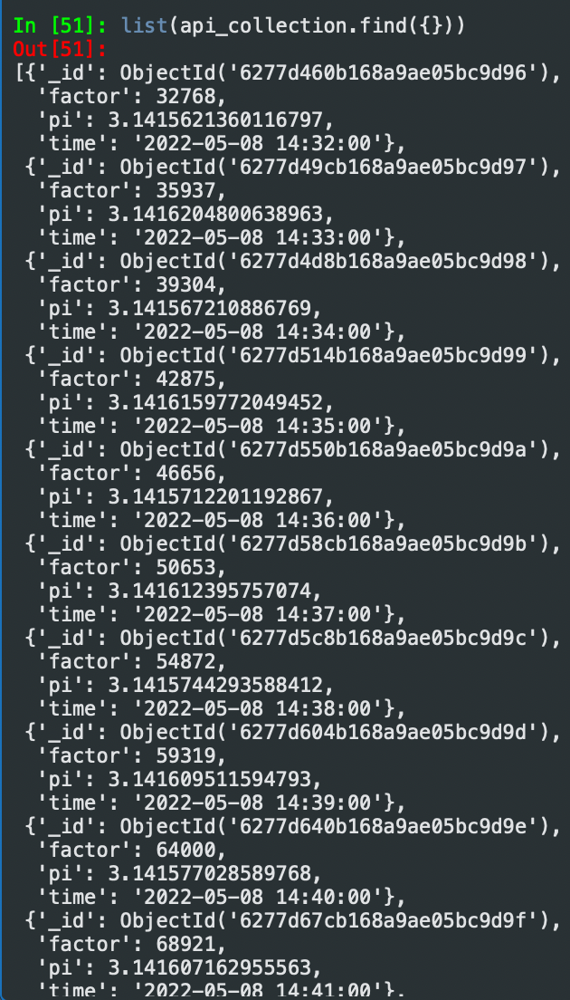 In [51]: list(api_collection.find({}))
Out[51]:
[{'_id': ObjectId('6277d460b168a9ae05bc9d96'),
'factor': 32768,
'pi': 3.1415621360116797,
'time': '2022-05-08 14:32:00'},
{'_id': ObjectId('6277d49cb168a9ae05bc9d97'),
'factor': 35937,
'pi': 3.1416204800638963,
'time': '2022-05-08 14:33:00'},
{'_id': ObjectId('6277d4d8b168a9ae05bc9d98'),
'factor': 39304,
'pi': 3.141567210886769,
'time': '2022-05-08 14:34:00'},
{'_id': ObjectId('6277d514b168a9ae05bc9d99'),
'factor': 42875,
'pi': 3.1416159772049452,
'time': '2022-05-08 14:35:00'},
{'_id': ObjectId('6277d550b168a9ae05bc9d9a'),
'factor': 46656,
'pi': 3.1415712201192867,
'time': '2022-05-08 14:36:00'},
{'_id': ObjectId('6277d58cb168a9ae05bc9d9b'),
'factor': 50653,
'pi': 3.141612395757074,
'time': '2022-05-08 14:37:00'},
{'_id': ObjectId('6277d5c8b168a9ae05bc9d9c'),
'factor': 54872,
'pi': 3.1415744293588412,
'time': '2022-05-08 14:38:00'},
{'_id': ObjectId('6277d604b168a9ae05bc9d9d'),
'factor': 59319,
'pi': 3.141609511594793,
'time': '2022-05-08 14:39:00'},
{'_id': ObjectId('6277d640b168a9ae05bc9d9e'),
'factor': 64000,
'pi': 3.141577028589768,
'time': '2022-05-08 14:40:00'},
{'_id': ObjectId('6277d67cb168a9ae05bc9d9f'),
'factor': 68921,
'pi': 3.141607162955563,
'time': '2022-05-08 14:41:00'},